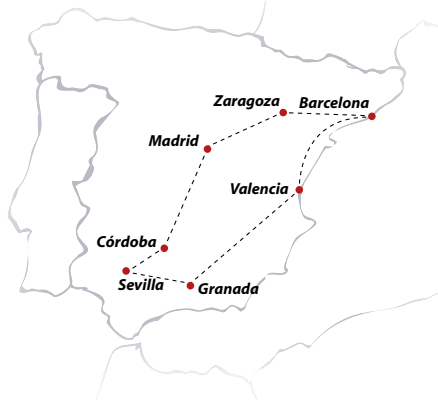 Zaragoza
Barcelona
Madrid
Valencia
Córdoba
Sevilla
Granada